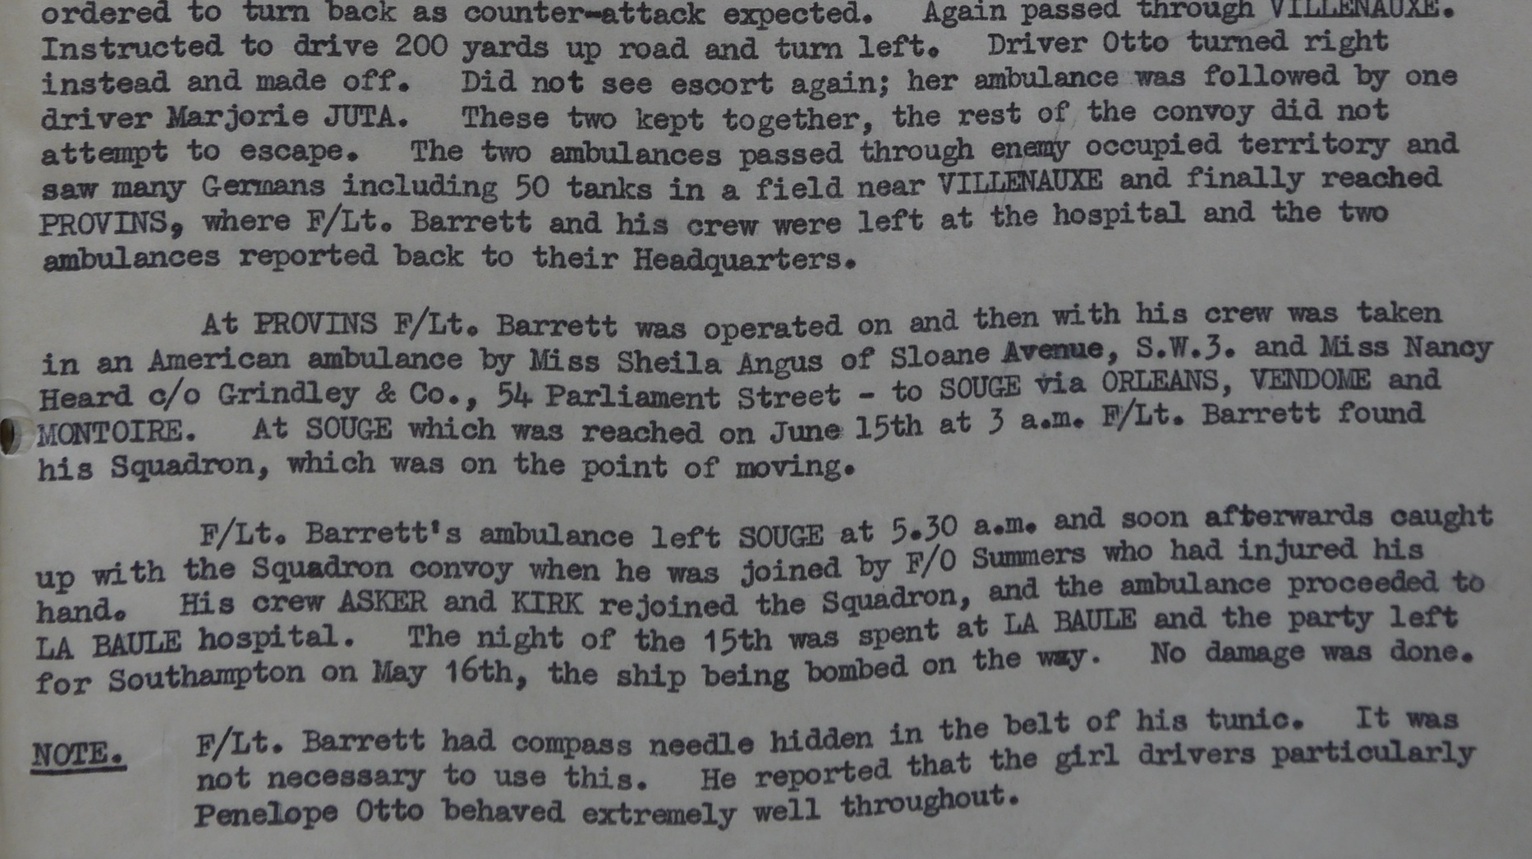 ordered to turn back as counter-attack expected. Again passed through VILLENAUXE.
Instructed to drive 200 yards up road and turn left. Driver Otto turned right
instead and made off. Did not see escort again; her ambulance was followed by one
driver Marjorie JUTA. These two kept together, the rest of the convoy did not
attempt to escape. The two ambulances passed through enemy occupied territory and
saw many Germans including 50 tanks in a field near VILLENAUXE and finally reached
PROVINS, where F/Lt. Barrett and his crew were left at the hospital and the two
ambulances reported back to their Headquarters.
At PROVINS F/Lt. Barrett was operated on and then with his crew was taken
in an American ambulance by Miss Sheila Angus of Sloane Avenue, S.W.3. and Miss Nancy
Heard c/o Grindley & Co., 54 Parliament Street - to SOUGE via ORLEANS, VENDOME and
MONTOIRE. At SOUGE which was reached on June 15th at 3 a.m. F/Lt. Barrett found
his Squadron, which was on the point of moving.
F/Lt. Barrett's ambulance left SOUGE at 5.30 a.m. and soon afterwards caught
up with the Squadron convoy when he was joined by F/O Summers who had injured his
hand. His crew ASKER and KIRK rejoined the Squadron, and the ambulance proceeded to
LA BAULE hospital. The night of the 15th was spent at LA BAULE and the party left
for Southampton on May 16th, the ship being bombed on the way. No damage was done.
NOTE. F/Lt. Barrett had compass needle hidden in the belt of his tunic. It was
not necessary to use this. He reported that the girl drivers particularly
Penelope Otto behaved extremely well throughout.